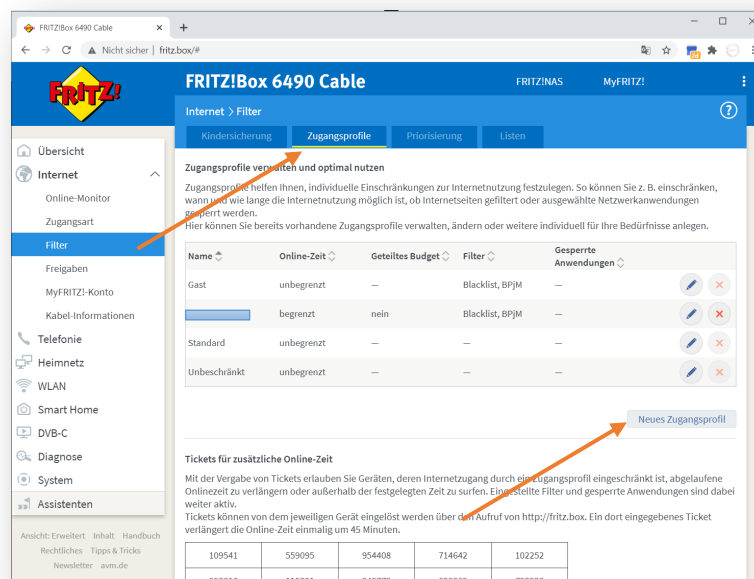 FRITZ!Box 6490 Cable
Nicht sicher | fritz.box/#
FRITZ!
FRITZ!Box 6490 Cable
FRITZ!NAS
MyFRITZ!
Internet > Filter
Kindersicherung
Zugangsprofile
Priorisierung
Listen
Übersicht
Internet
Online-Monitor
Zugangsart
Filter
Freigaben
MyFRITZ!-Konto
Kabel-Informationen
Telefonie
Heimnetz
WLAN
Smart Home
DVB-C
Diagnose
System
Assistenten
Ansicht: Erweitert Inhalt Handbuch
Rechtliches Tipps & Tricks
Newsletter avm.de
Zugangsprofile verwalten und optimal nutzen
Zugangsprofile helfen Ihnen, individuelle Einschränkungen zur Internetnutzung festzulegen. So können Sie z. B. einschränken,
wann und wie lange die Internetnutzung möglich ist, ob Internetseiten gefiltert oder ausgewählte Netzwerkanwendungen
gesperrt werden.
Hier können Sie bereits vorhandene Zugangsprofile verwalten, ändern oder weitere individuell für Ihre Bedürfnisse anlegen.
Name Online-Zeit Geteiltes Budget Filter Gesperrte Anwendungen
Gast unbegrenzt — Blacklist, BPjM —
begrenzt nein Blacklist, BPjM —
Standard unbegrenzt — — —
Unbeschränkt unbegrenzt — — —
Neues Zugangsprofil
Tickets für zusätzliche Online-Zeit
Mit der Vergabe von Tickets erlauben Sie Geräten, deren Internetzugang durch ein Zugangsprofil eingeschränkt ist, abgelaufene
Onlinezeit zu verlängern oder außerhalb der festgelegten Zeit zu surfen. Eingestellte Filter und gesperrte Anwendungen sind dabei
weiter aktiv.
Tickets können von dem jeweiligen Gerät eingelöst werden über den Aufruf von http://fritz.box. Ein dort eingegebenes Ticket
verlängert die Online-Zeit einmalig um 45 Minuten.
109541 559095 954408 714642 102252